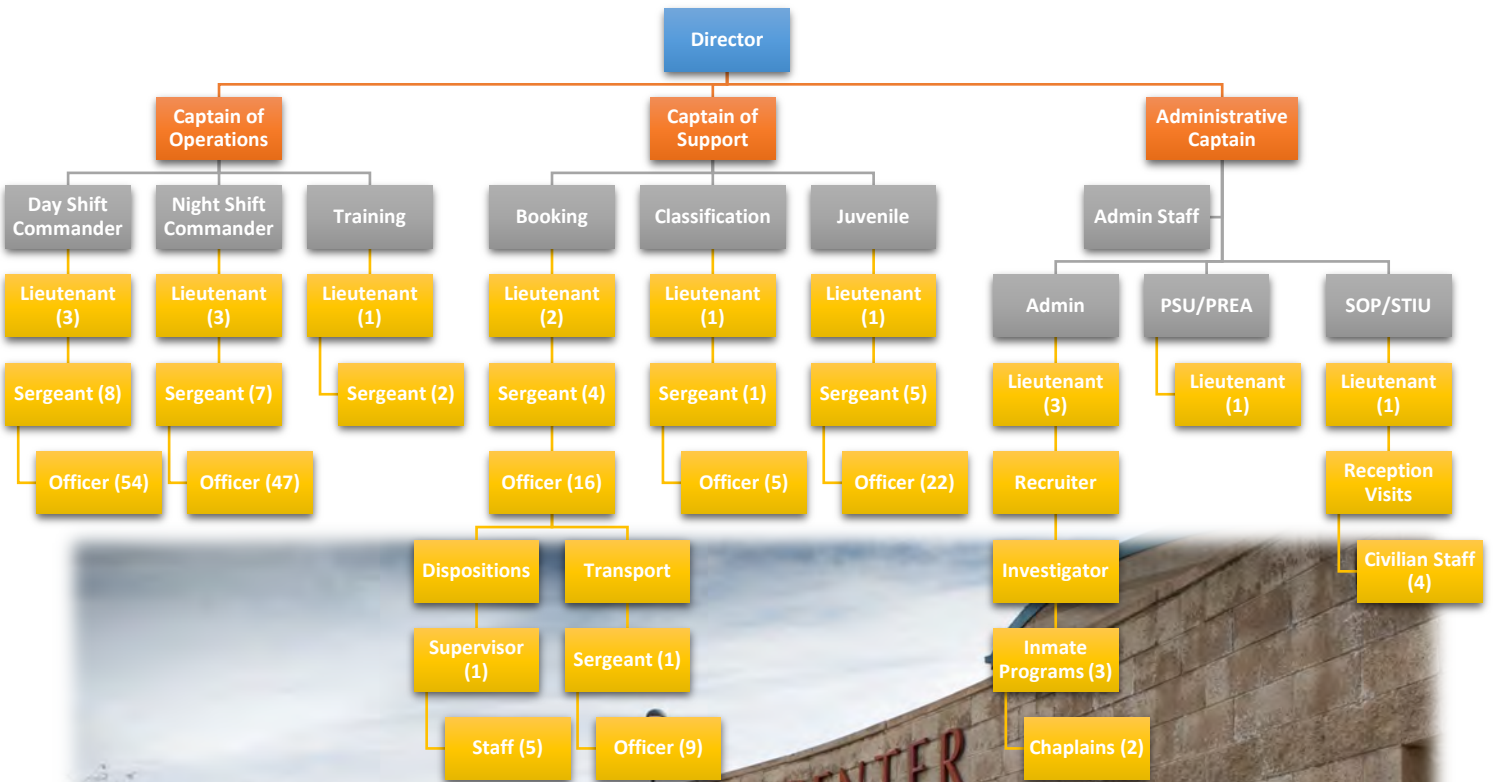 Director
Captain of
Operations
Captain of
Support
Administrative
Captain
Day Shift
Commander
Night Shift
Commander
Training
Booking
Classification
Juvenile
Admin Staff
Lieutenant
(3)
Lieutenant
(3)
Lieutenant
(1)
Lieutenant
(2)
Lieutenant
(1)
Lieutenant
(1)
Admin
PSU/PREA
SOP/STIU
Sergeant (8)
Sergeant (7)
Sergeant (2)
Sergeant (4)
Sergeant (1)
Sergeant (5)
Lieutenant
(3)
Lieutenant
(1)
Lieutenant
(1)
Officer (54)
Officer (47)
Officer (16)
Officer (5)
Officer (22)
Recruiter
Reception
Visits
Dispositions
Transport
Investigator
Civilian Staff
(4)
Supervisor
(1)
Sergeant (1)
Inmate
Programs (3)
Staff (5)
Officer (9)
Chaplains (2)